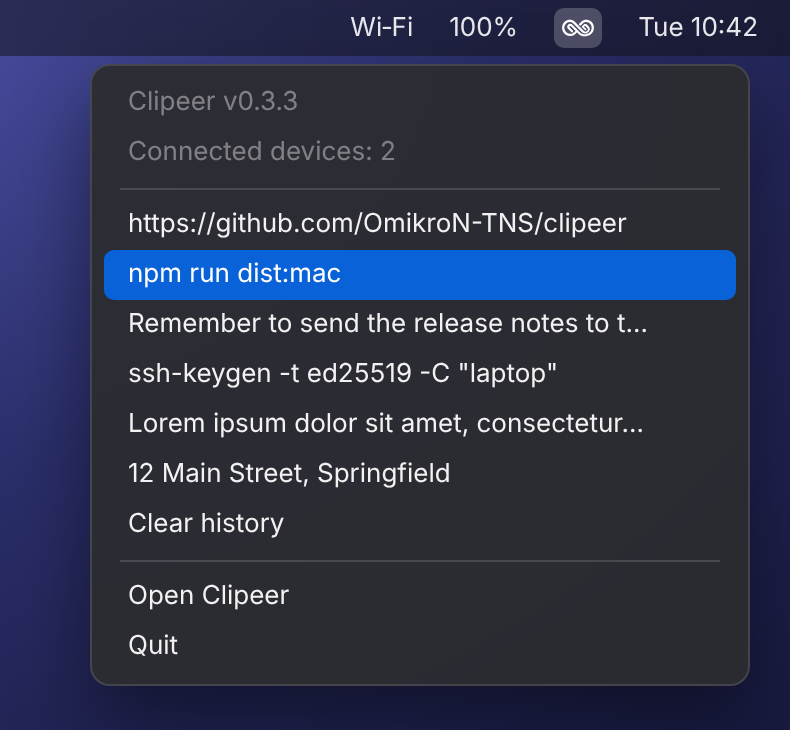 Wi-Fi 100% Tue 10:42
Clipeer v0.3.3
Connected devices: 2
https://github.com/OmikroN-TNS/clipeer
npm run dist:mac
Remember to send the release notes to t...
ssh-keygen -t ed25519 -C "laptop"
Lorem ipsum dolor sit amet, consectetur...
12 Main Street, Springfield
Clear history
Open Clipeer
Quit